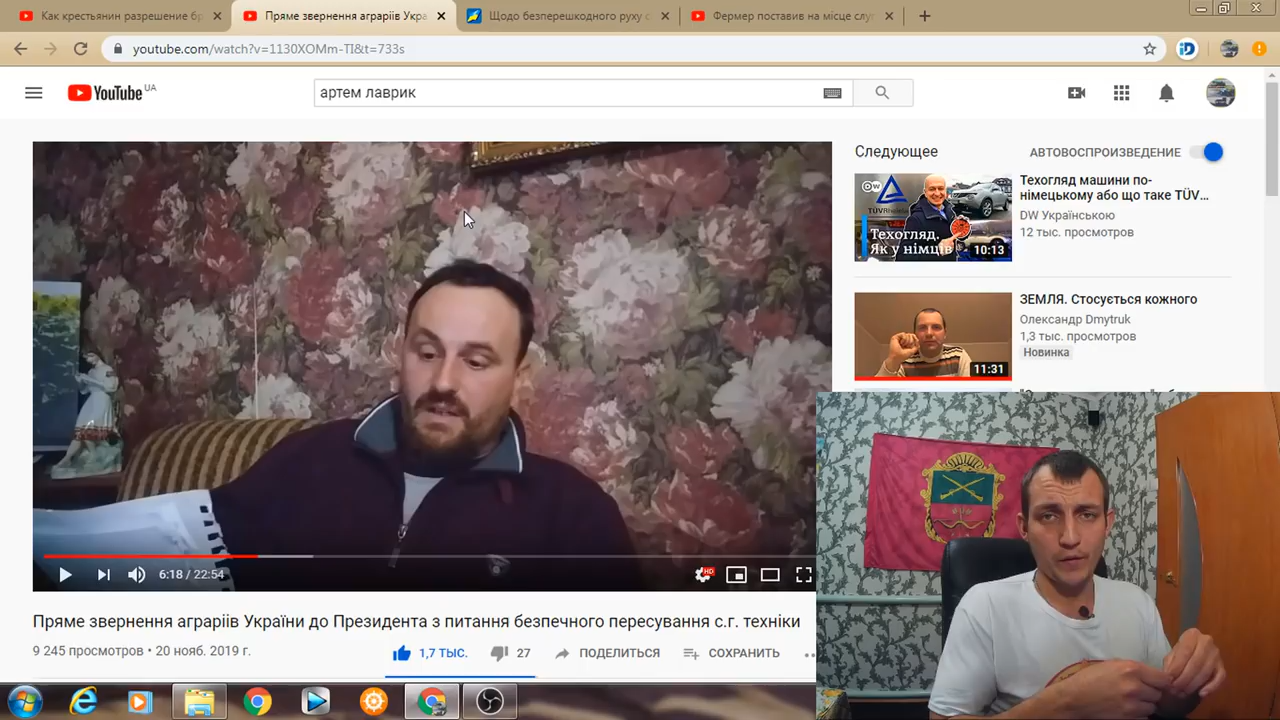 Как крестьянин разрешение бр
Пряме звернення аграріїв Укра
Щодо безперешкодного руху с
Фермер поставив на місце слу
youtube.com/watch?v=1130XOMm-TI&t=733s
YouTube UA
артем лаврик
Следующее
АВТОВОСПРОИЗВЕДЕНИЕ
DW
TÜVRheinla
Техогляд.
Як у німців
10:13
Техогляд машини по-
німецькому або що таке TÜV…
DW Українською
12 тыс. просмотров
11:31
ЗЕМЛЯ. Стосується кожного
Олександр Dmytruk
1,3 тыс. просмотров
Новинка
6:18 / 22:54
HD
Пряме звернення аграріїв України до Президента з питання безпечного пересування с.г. техніки
9 245 просмотров • 20 нояб. 2019 г.
1,7 ТЫС.
27
ПОДЕЛИТЬСЯ
СОХРАНИТЬ